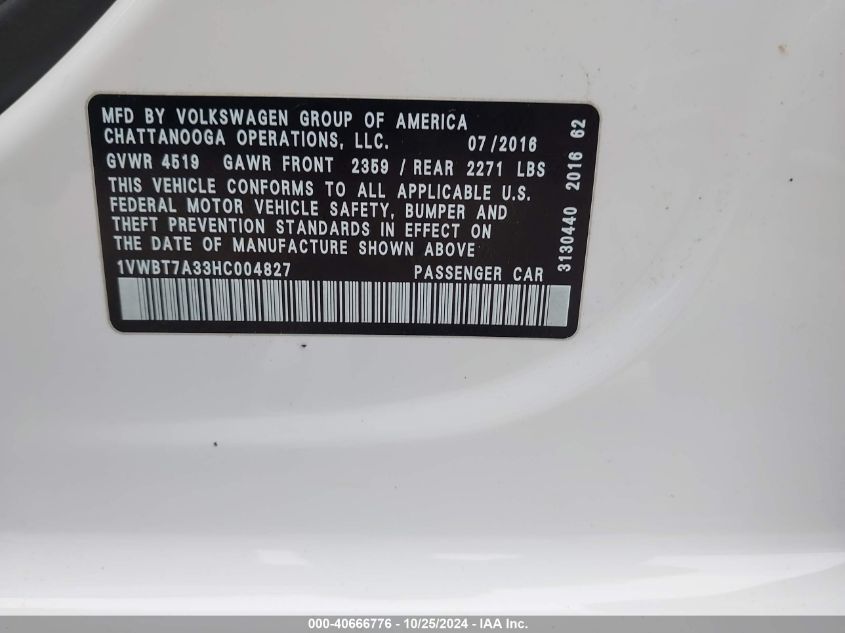 MFD BY VOLKSWAGEN GROUP OF AMERICA
CHATTANOOGA OPERATIONS, LLC. 07/2016
GVWR 4519 GAWR FRONT 2359 / REAR 2271 LBS
THIS VEHICLE CONFORMS TO ALL APPLICABLE U.S.
FEDERAL MOTOR VEHICLE SAFETY, BUMPER AND
THEFT PREVENTION STANDARDS IN EFFECT ON
THE DATE OF MANUFACTURE SHOWN ABOVE
1VWBT7A33HC004827 PASSENGER CAR
3130440 2016 62
000-40666776 - 10/25/2024 - IAA Inc.